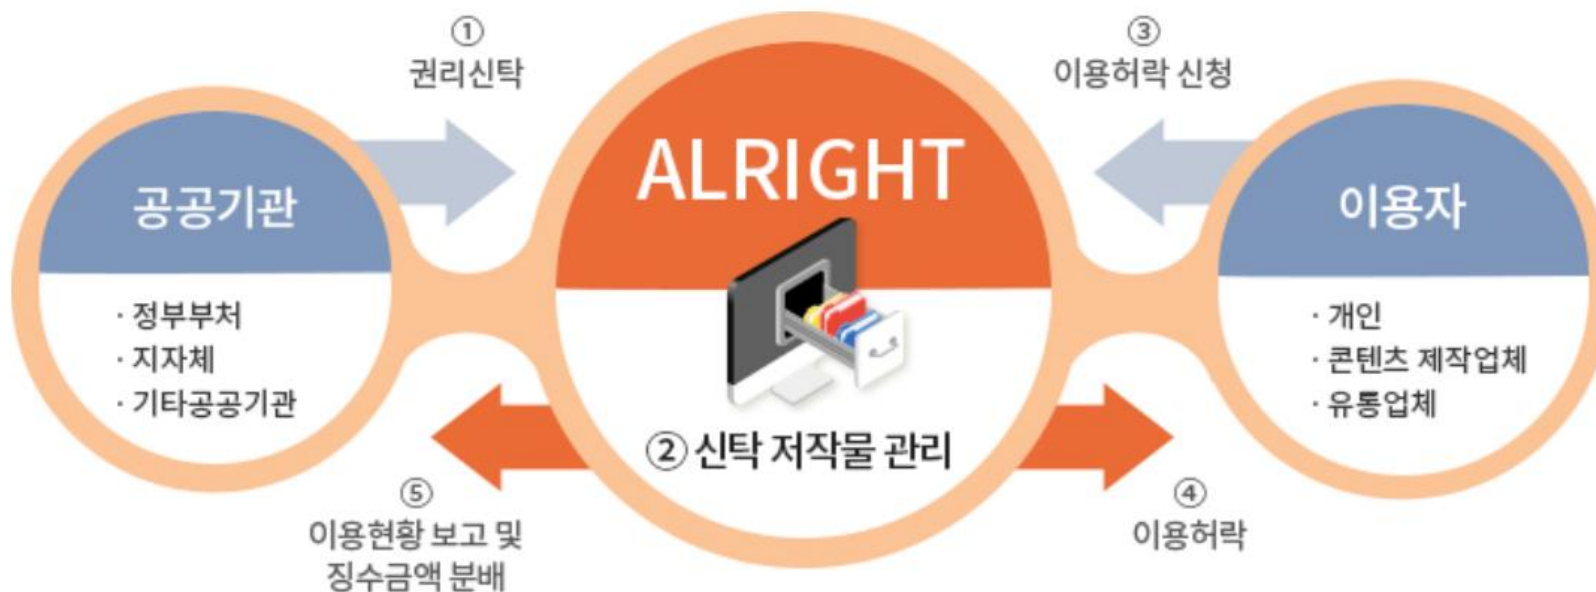 ①
권리신탁
③
이용허락 신청
공공기관
· 정부부처
· 지자체
· 기타공공기관
ALRIGHT
② 신탁 저작물 관리
이용자
· 개인
· 콘텐츠 제작업체
· 유통업체
⑤
이용현황 보고 및
징수금액 분배
④
이용허락